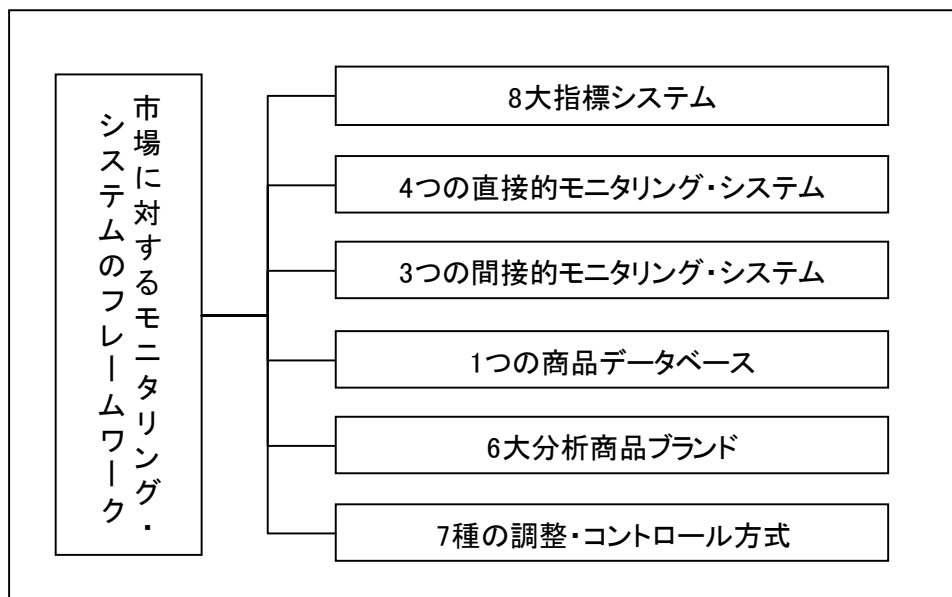 市場に対するモニタリング・
システムのフレームワーク
8大指標システム
4つの直接的モニタリング・システム
3つの間接的モニタリング・システム
1つの商品データベース
6大分析商品ブランド
7種の調整・コントロール方式